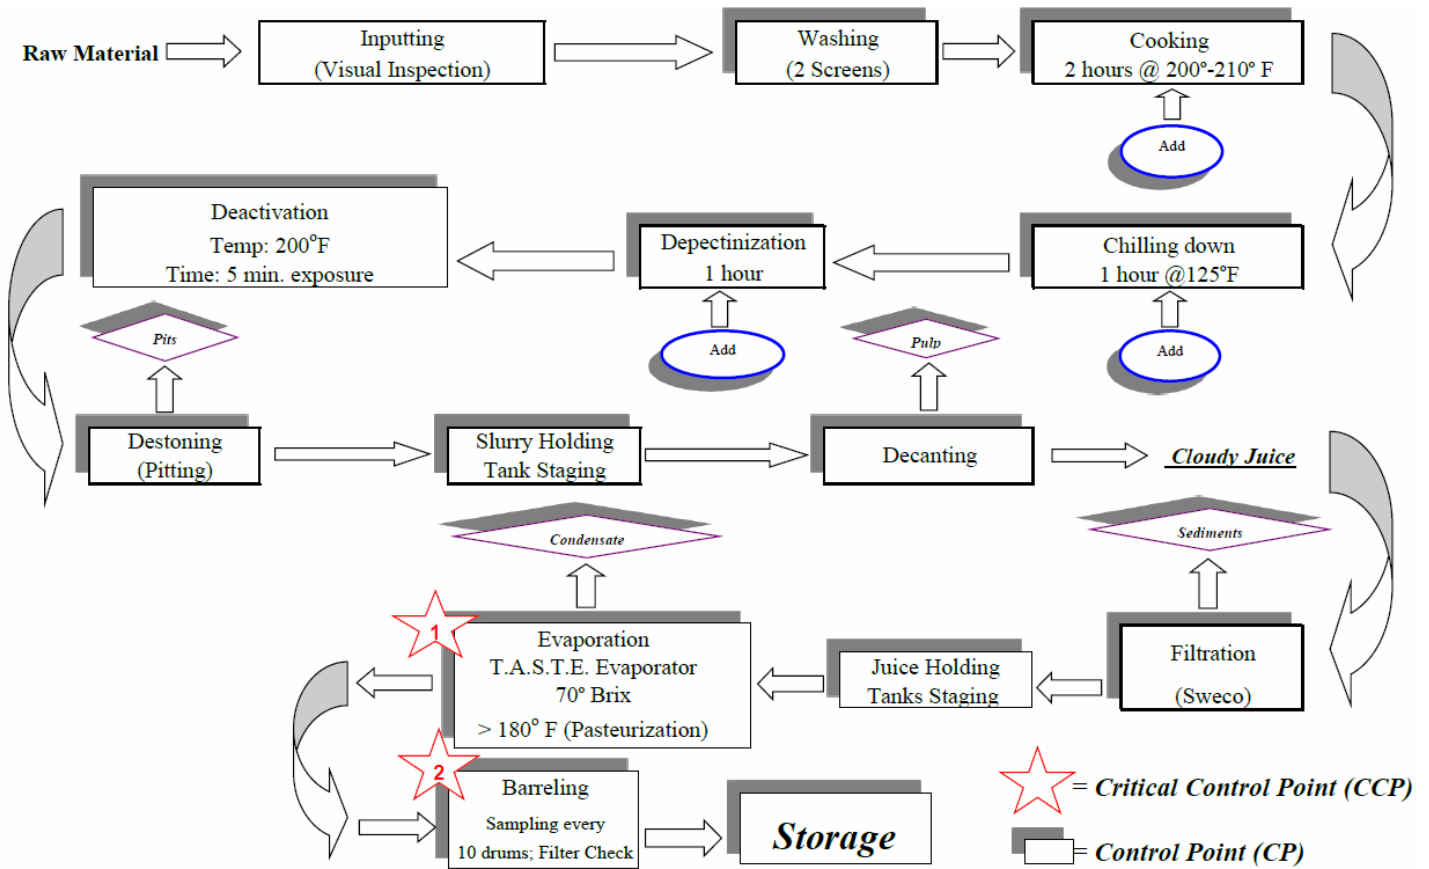 Raw Material
Inputting
(Visual Inspection)
Washing
(2 Screens)
Cooking
2 hours @ 200º-210º F
Add
Deactivation
Temp: 200°F
Time: 5 min. exposure
Depectinization
1 hour
Chilling down
1 hour @125°F
Pits
Add
Pulp
Add
Destoning
(Pitting)
Slurry Holding
Tank Staging
Decanting
Cloudy Juice
Condensate
Sediments
1
Evaporation
T.A.S.T.E. Evaporator
70º Brix
> 180° F (Pasteurization)
Juice Holding
Tanks Staging
Filtration
(Sweco)
2
Barreling
Sampling every
10 drums; Filter Check
Storage
= Critical Control Point (CCP)
= Control Point (CP)